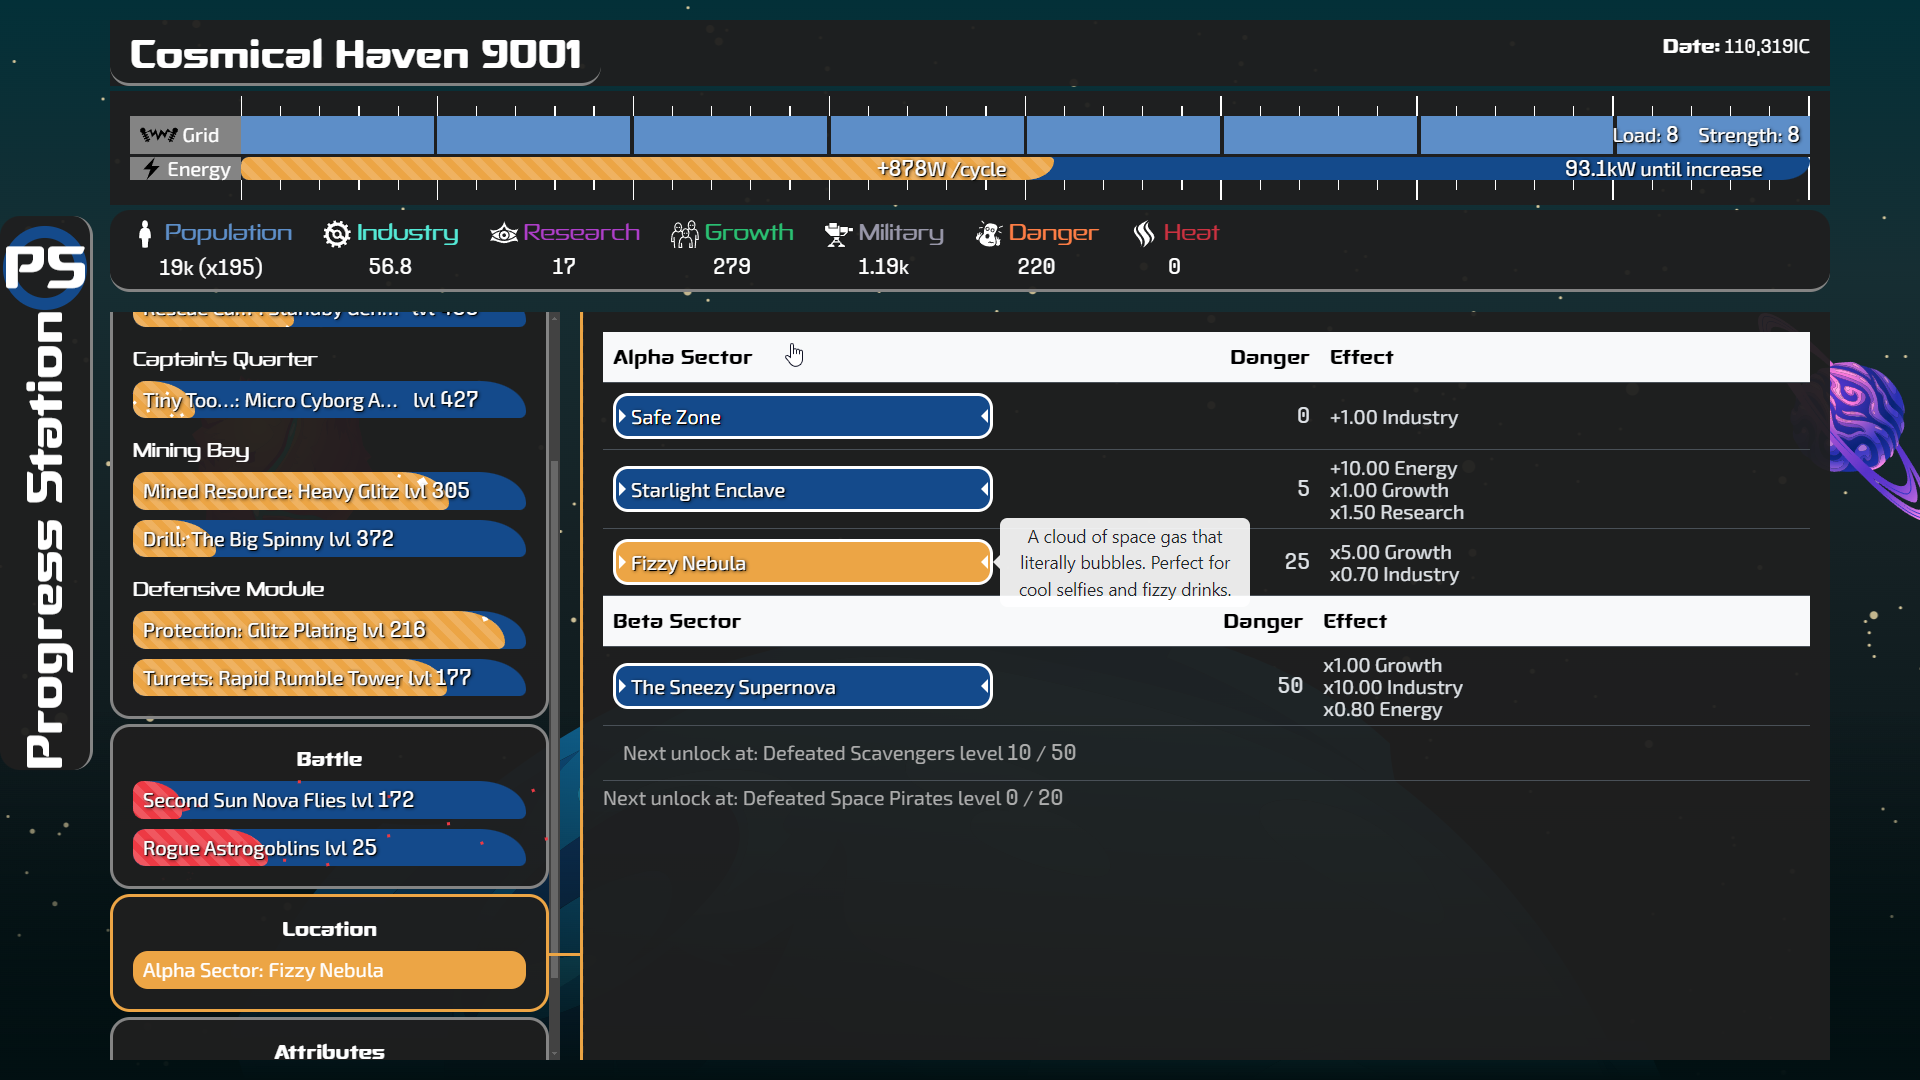 Cosmical Haven 9001
Date: 110,319IC
Grid
Load: 8 Strength: 8
Energy
+878W /cycle
93.1kW until increase
Population Industry Research Growth Military Danger Heat
19k (x195) 56.8 17 279 1.19k 220 0
PS
Progress Station
Captain's Quarter
Tiny Too...: Micro Cyborg A... lvl 427
Mining Bay
Mined Resource: Heavy Glitz lvl 305
Drill: The Big Spinny lvl 372
Defensive Module
Protection: Glitz Plating lvl 216
Turrets: Rapid Rumble Tower lvl 177
Battle
Second Sun Nova Flies lvl 172
Rogue Astrogoblins lvl 25
Location
Alpha Sector: Fizzy Nebula
Attributes
Alpha Sector Danger Effect
Safe Zone 0 +1.00 Industry
Starlight Enclave 5
+10.00 Energy
x1.00 Growth
x1.50 Research
Fizzy Nebula
A cloud of space gas that
literally bubbles. Perfect for
cool selfies and fizzy drinks.
25
x5.00 Growth
x0.70 Industry
Beta Sector Danger Effect
The Sneezy Supernova 50
x1.00 Growth
x10.00 Industry
x0.80 Energy
Next unlock at: Defeated Scavengers level 10 / 50
Next unlock at: Defeated Space Pirates level 0 / 20